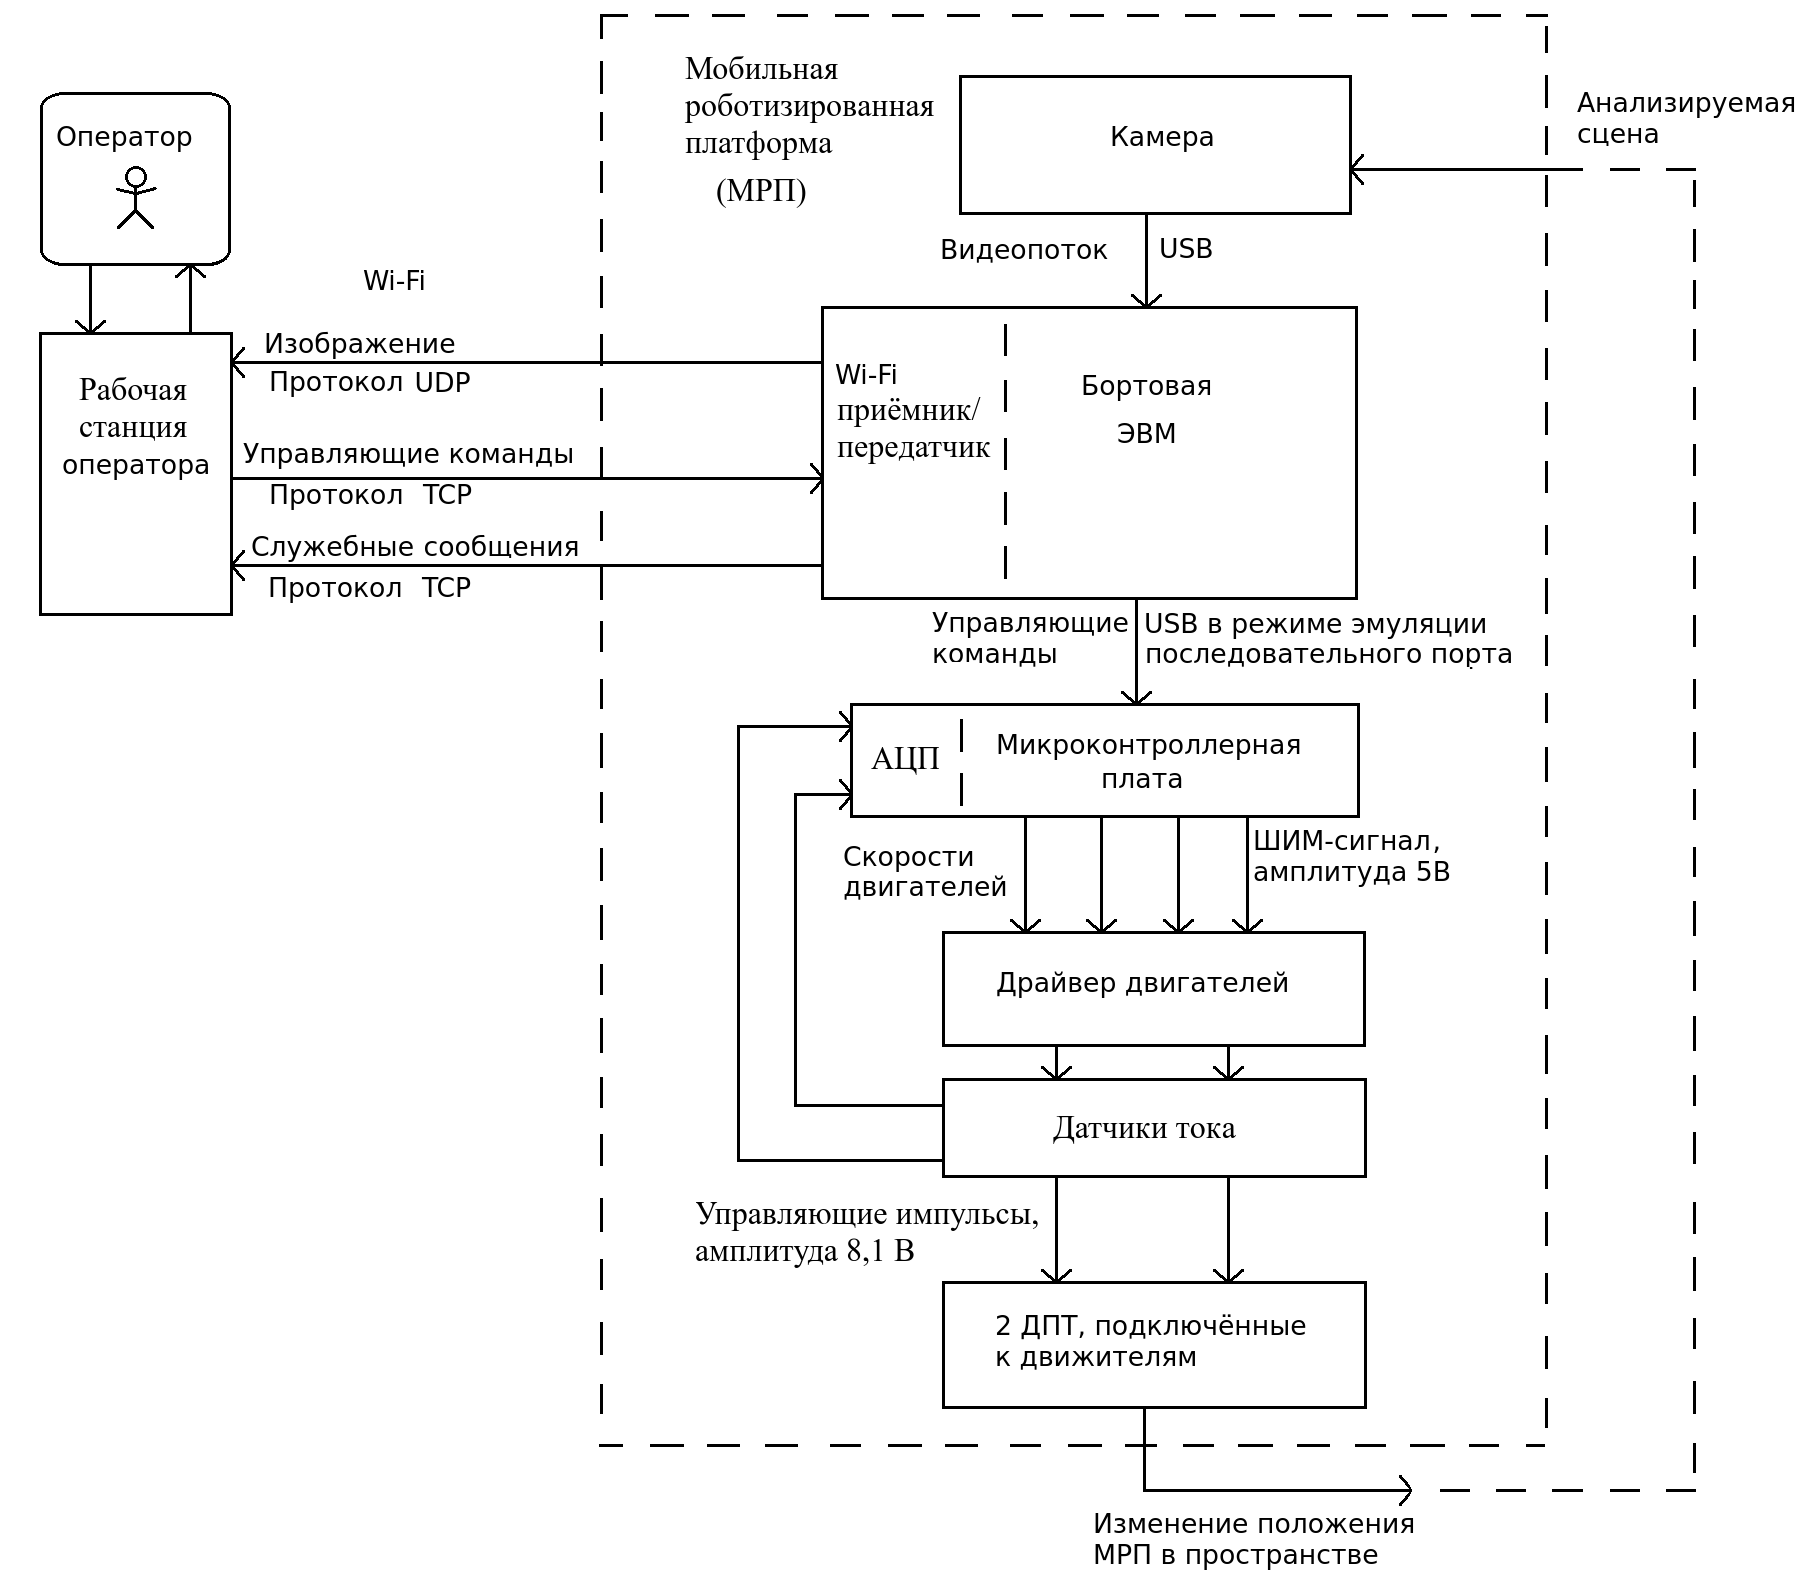 Мобильная
роботизированная
платформа
(МРП)
Камера
Анализируемая
сцена
Оператор
Видеопоток
USB
Wi-Fi
Изображение
Протокол UDP
Рабочая
станция
оператора
Управляющие команды
Протокол TCP
Служебные сообщения
Протокол TCP
Wi-Fi
приёмник/
передатчик
Бортовая
ЭВМ
Управляющие
команды
USB в режиме эмуляции
последовательного порта
АЦП
Микроконтроллерная
плата
Скорости
двигателей
ШИМ-сигнал,
амплитуда 5В
Драйвер двигателей
Датчики тока
Управляющие импульсы,
амплитуда 8,1 В
2 ДПТ, подключённые
к движителям
Изменение положения
МРП в пространстве